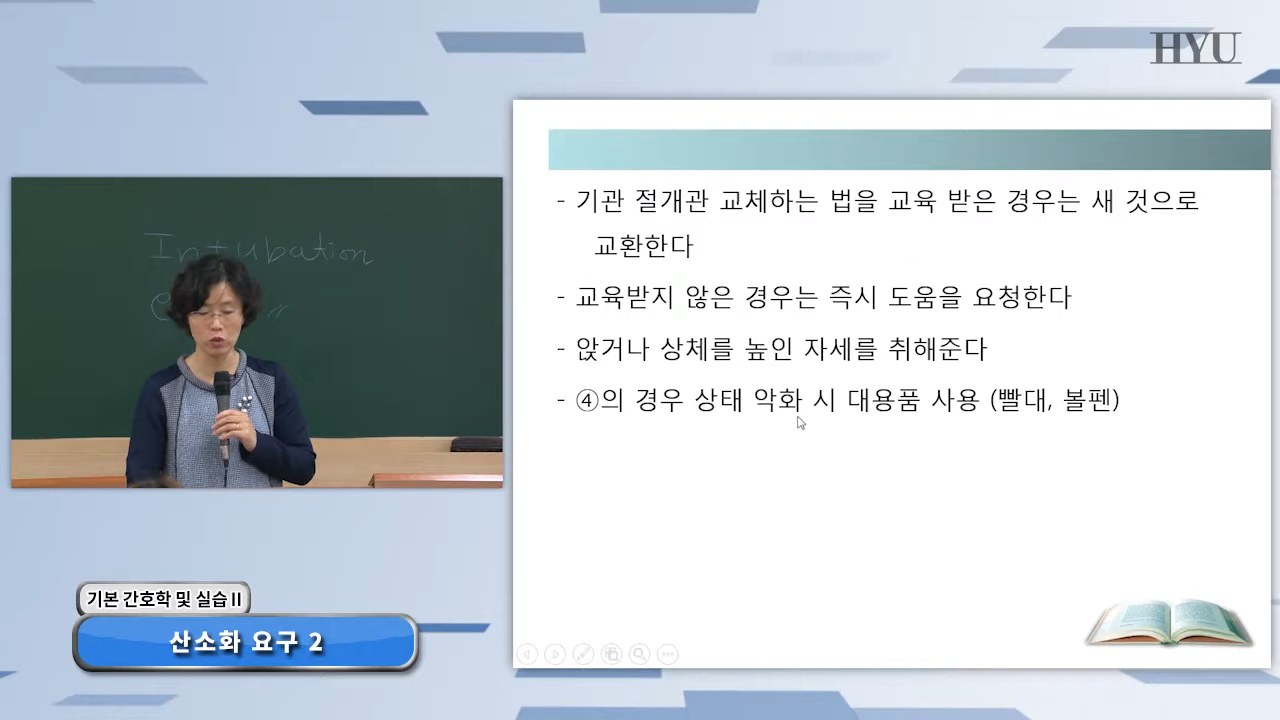 HYU
Intubation
- 기관 절개관 교체하는 법을 교육 받은 경우는 새 것으로
교환한다
- 교육받지 않은 경우는 즉시 도움을 요청한다
- 앉거나 상체를 높인 자세를 취해준다
- ④의 경우 상태 악화 시 대용품 사용 (빨대, 볼펜)
기본 간호학 및 실습 II
산소화 요구 2